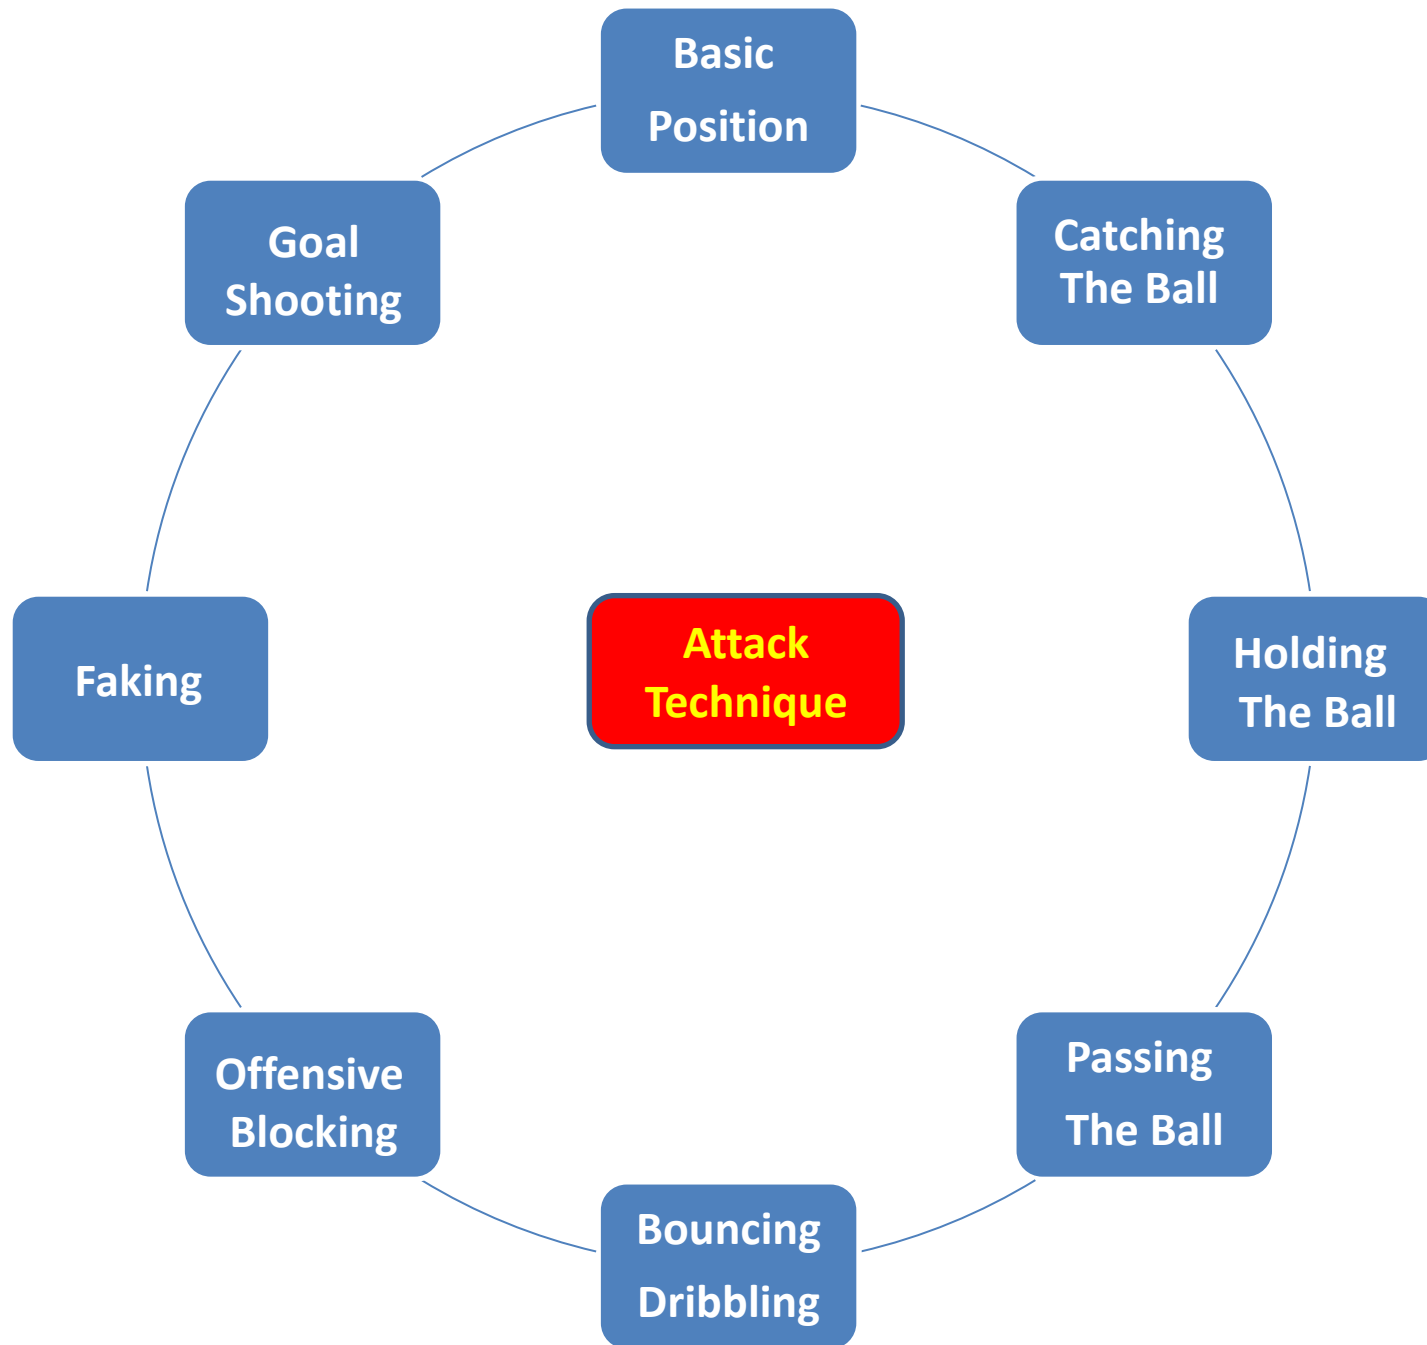 Basic
Position
Catching
The Ball
Holding
The Ball
Passing
The Ball
Bouncing
Dribbling
Offensive
Blocking
Faking
Goal
Shooting
Attack
Technique